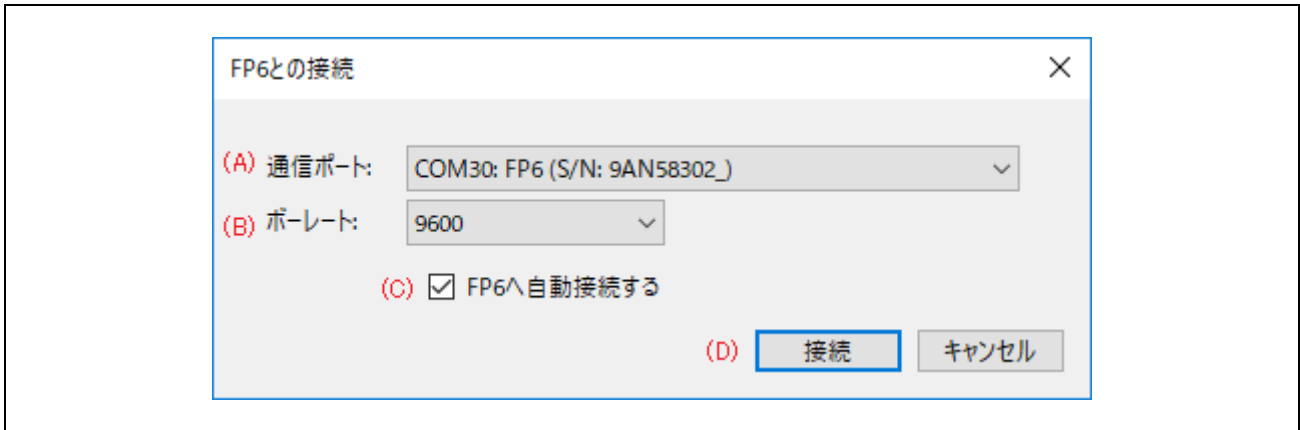 FP6との接続
(A) 通信ポート: COM30: FP6 (S/N: 9AN58302_)
(B) ボーレート: 9600
(C) FP6へ自動接続する
(D) 接続 キャンセル